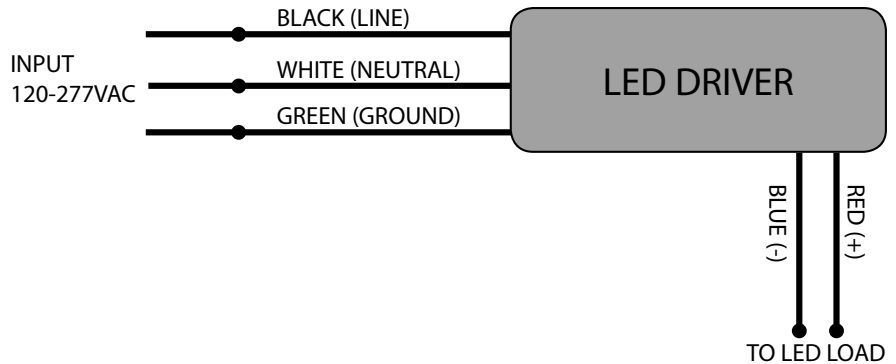 BLACK (LINE)
INPUT
120-277VAC
WHITE (NEUTRAL)
GREEN (GROUND)
LED DRIVER
BLUE (-)
RED (+)
TO LED LOAD